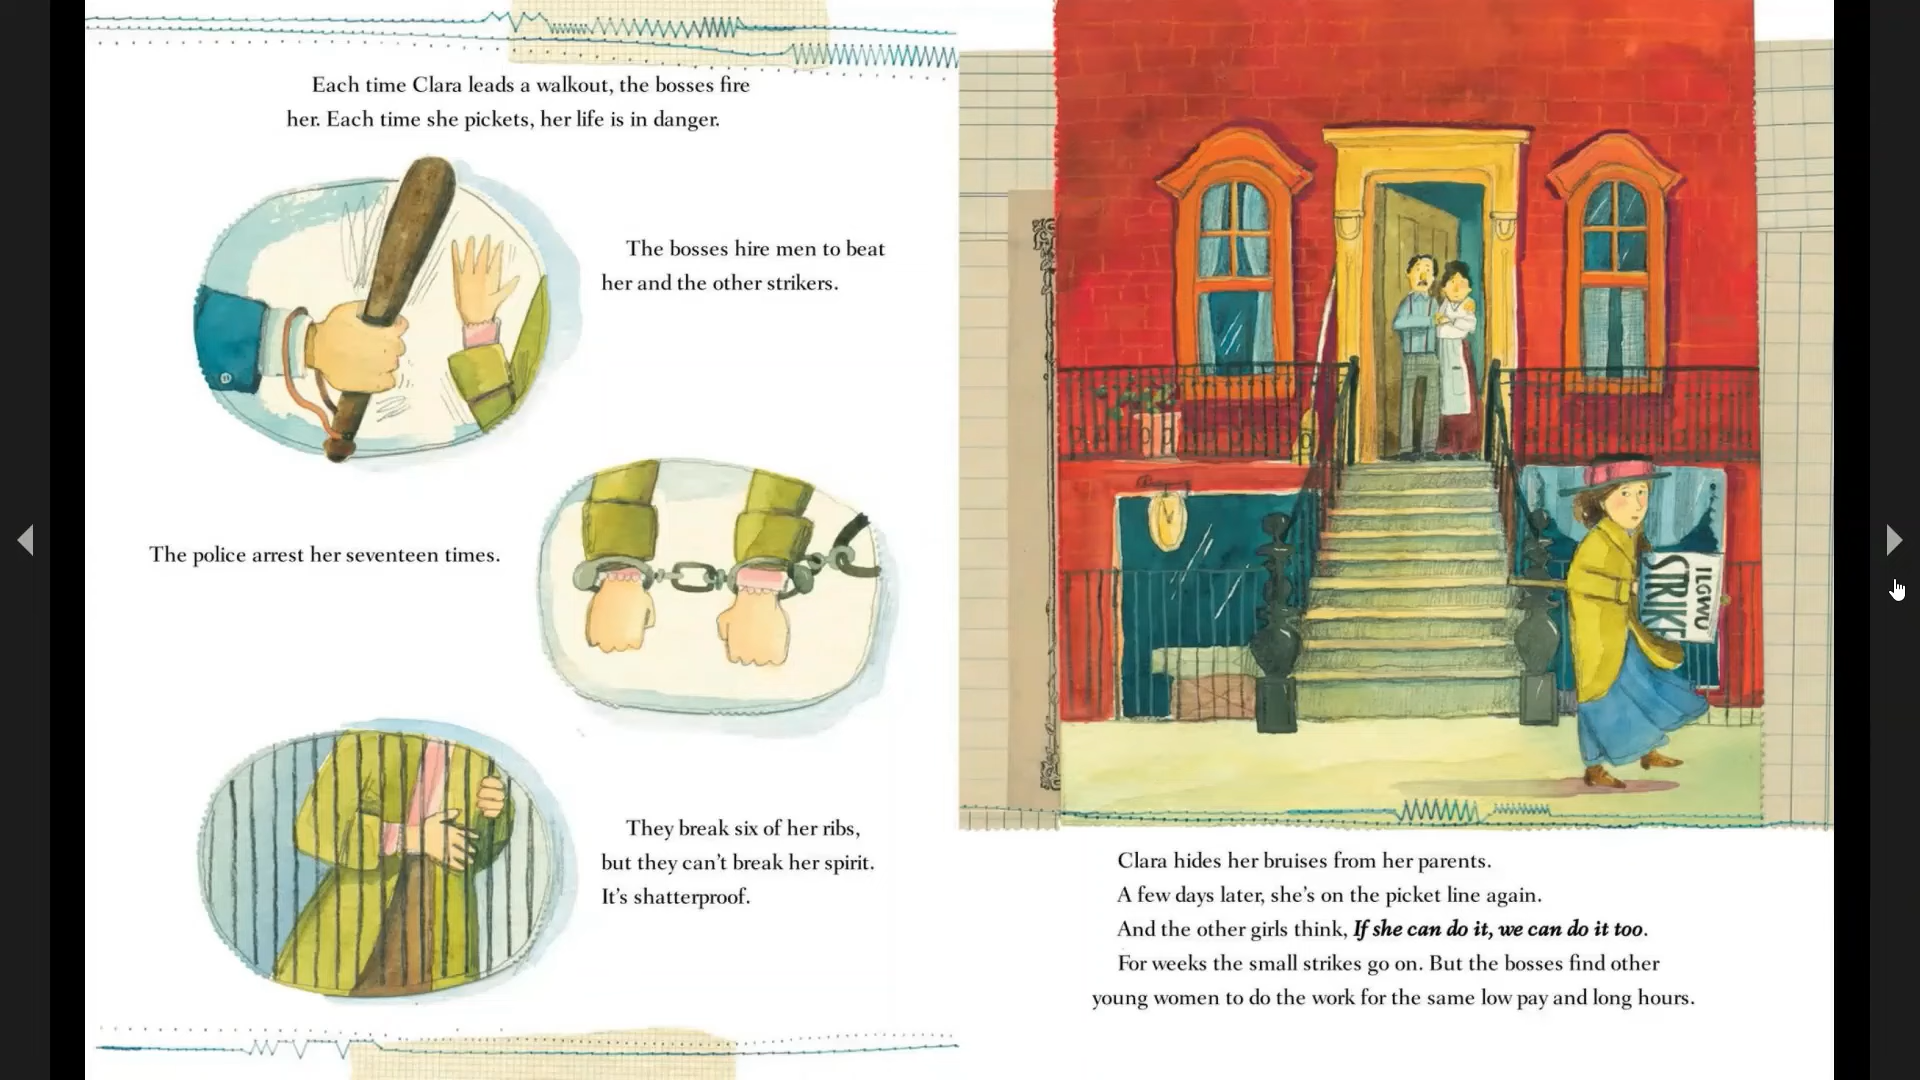 Each time Clara leads a walkout, the bosses fire
her. Each time she pickets, her life is in danger.
The bosses hire men to beat
her and the other strikers.
The police arrest her seventeen times.
They break six of her ribs,
but they can't break her spirit.
It's shatterproof.
ILGWU
STRIKE
Clara hides her bruises from her parents.
A few days later, she's on the picket line again.
And the other girls think, If she can do it, we can do it too.
For weeks the small strikes go on. But the bosses find other
young women to do the work for the same low pay and long hours.